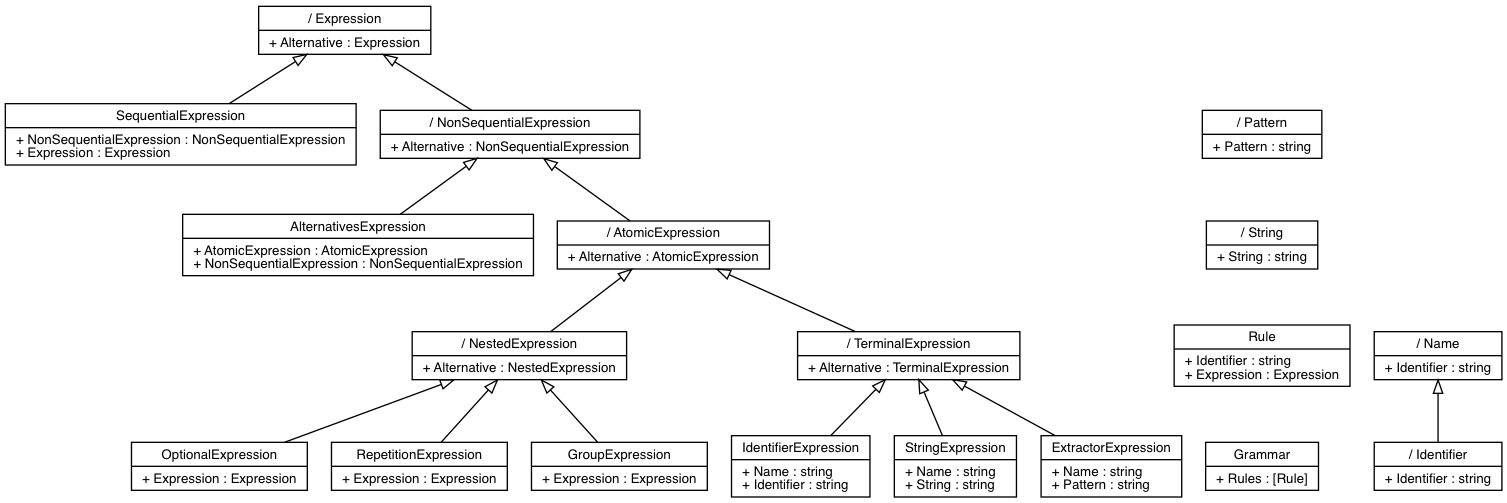 / Expression
+ Alternative : Expression
SequentialExpression
+ NonSequentialExpression : NonSequentialExpression
+ Expression : Expression
/ NonSequentialExpression
+ Alternative : NonSequentialExpression
/ Pattern
+ Pattern : string
AlternativesExpression
+ AtomicExpression : AtomicExpression
+ NonSequentialExpression : NonSequentialExpression
/ AtomicExpression
+ Alternative : AtomicExpression
/ String
+ String : string
/ NestedExpression
+ Alternative : NestedExpression
/ TerminalExpression
+ Alternative : TerminalExpression
Rule
+ Identifier : string
+ Expression : Expression
/ Name
+ Identifier : string
OptionalExpression
+ Expression : Expression
RepetitionExpression
+ Expression : Expression
GroupExpression
+ Expression : Expression
IdentifierExpression
+ Name : string
+ Identifier : string
StringExpression
+ Name : string
+ String : string
ExtractorExpression
+ Name : string
+ Pattern : string
Grammar
+ Rules : [Rule]
/ Identifier
+ Identifier : string